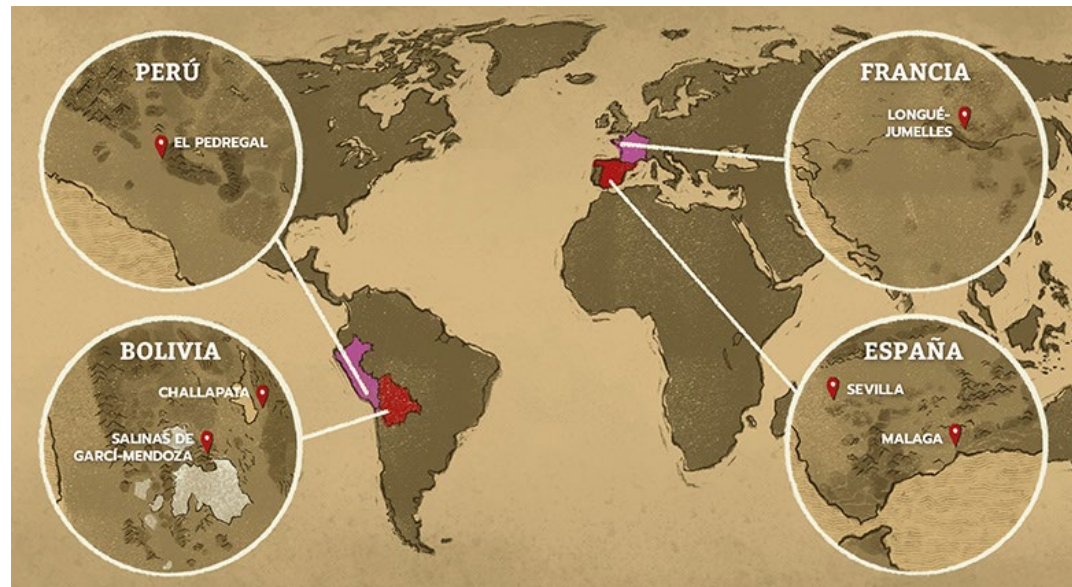 PERÚ
EL PEDREGAL
FRANCIA
LONGUÉ-
JUMELLES
BOLIVIA
CHALLAPATA
SALINAS DE
GARCÍ-MENDOZA
ESPAÑA
SEVILLA
MALAGA